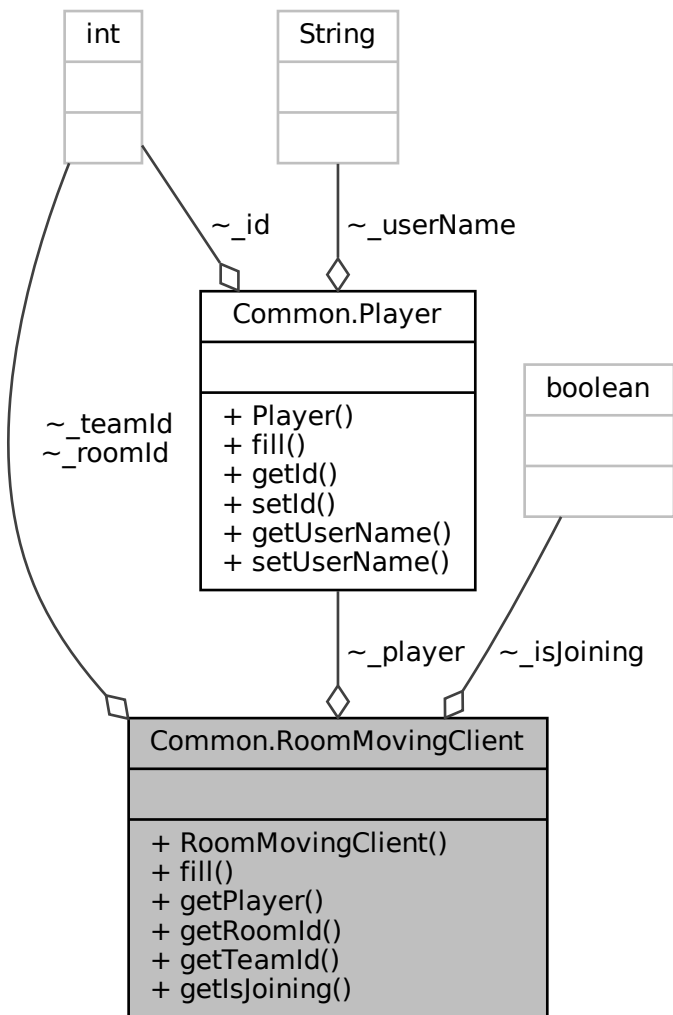 int
String
~_id
~_userName
Common.Player
boolean
+ Player()
+ fill()
+ getId()
+ setId()
+ getUserName()
+ setUserName()
~_teamId
~_roomId
~_player
~_isJoining
Common.RoomMovingClient
+ RoomMovingClient()
+ fill()
+ getPlayer()
+ getRoomId()
+ getTeamId()
+ getIsJoining()